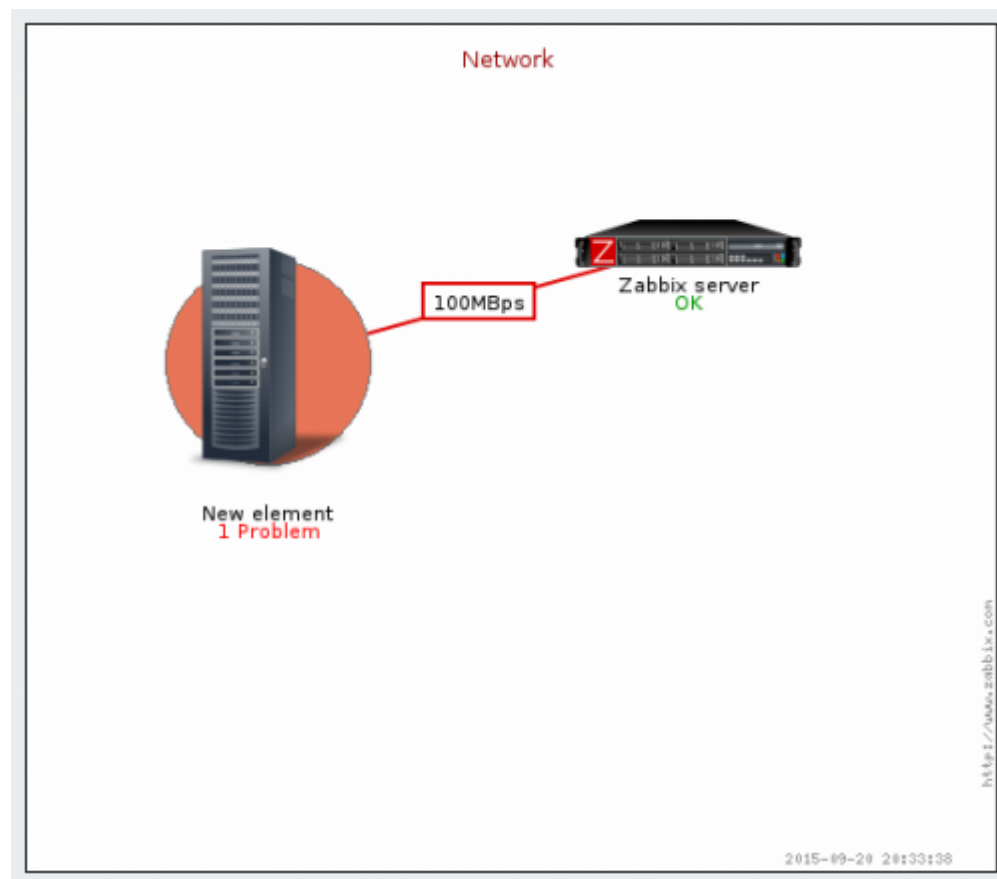 Network
Z
Zabbix server
OK
100MBps
New element
1 Problem
http://www.zabbix.com
2015-09-20 20:33:38